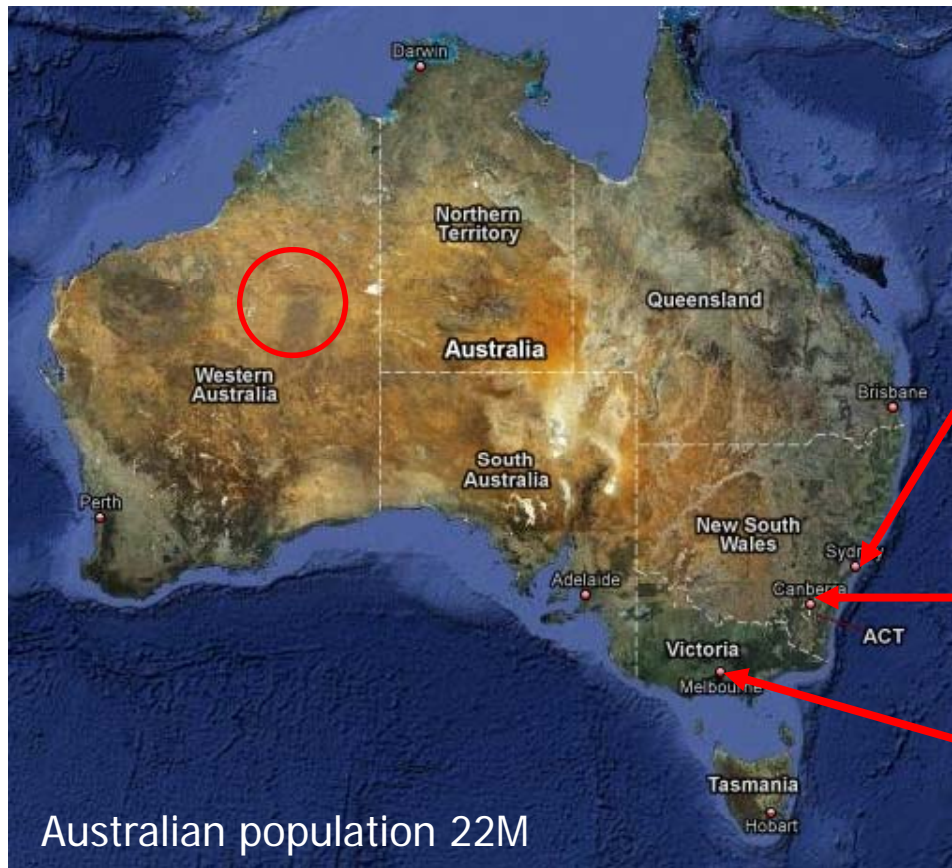 Darwin
Northern
Territory
Queensland
Australia
Western
Australia
Brisbane
South
Australia
Perth
New South
Wales
Sydney
Adelaide
Canberra
ACT
Victoria
Melbourne
Tasmania
Hobart
Australian population 22M